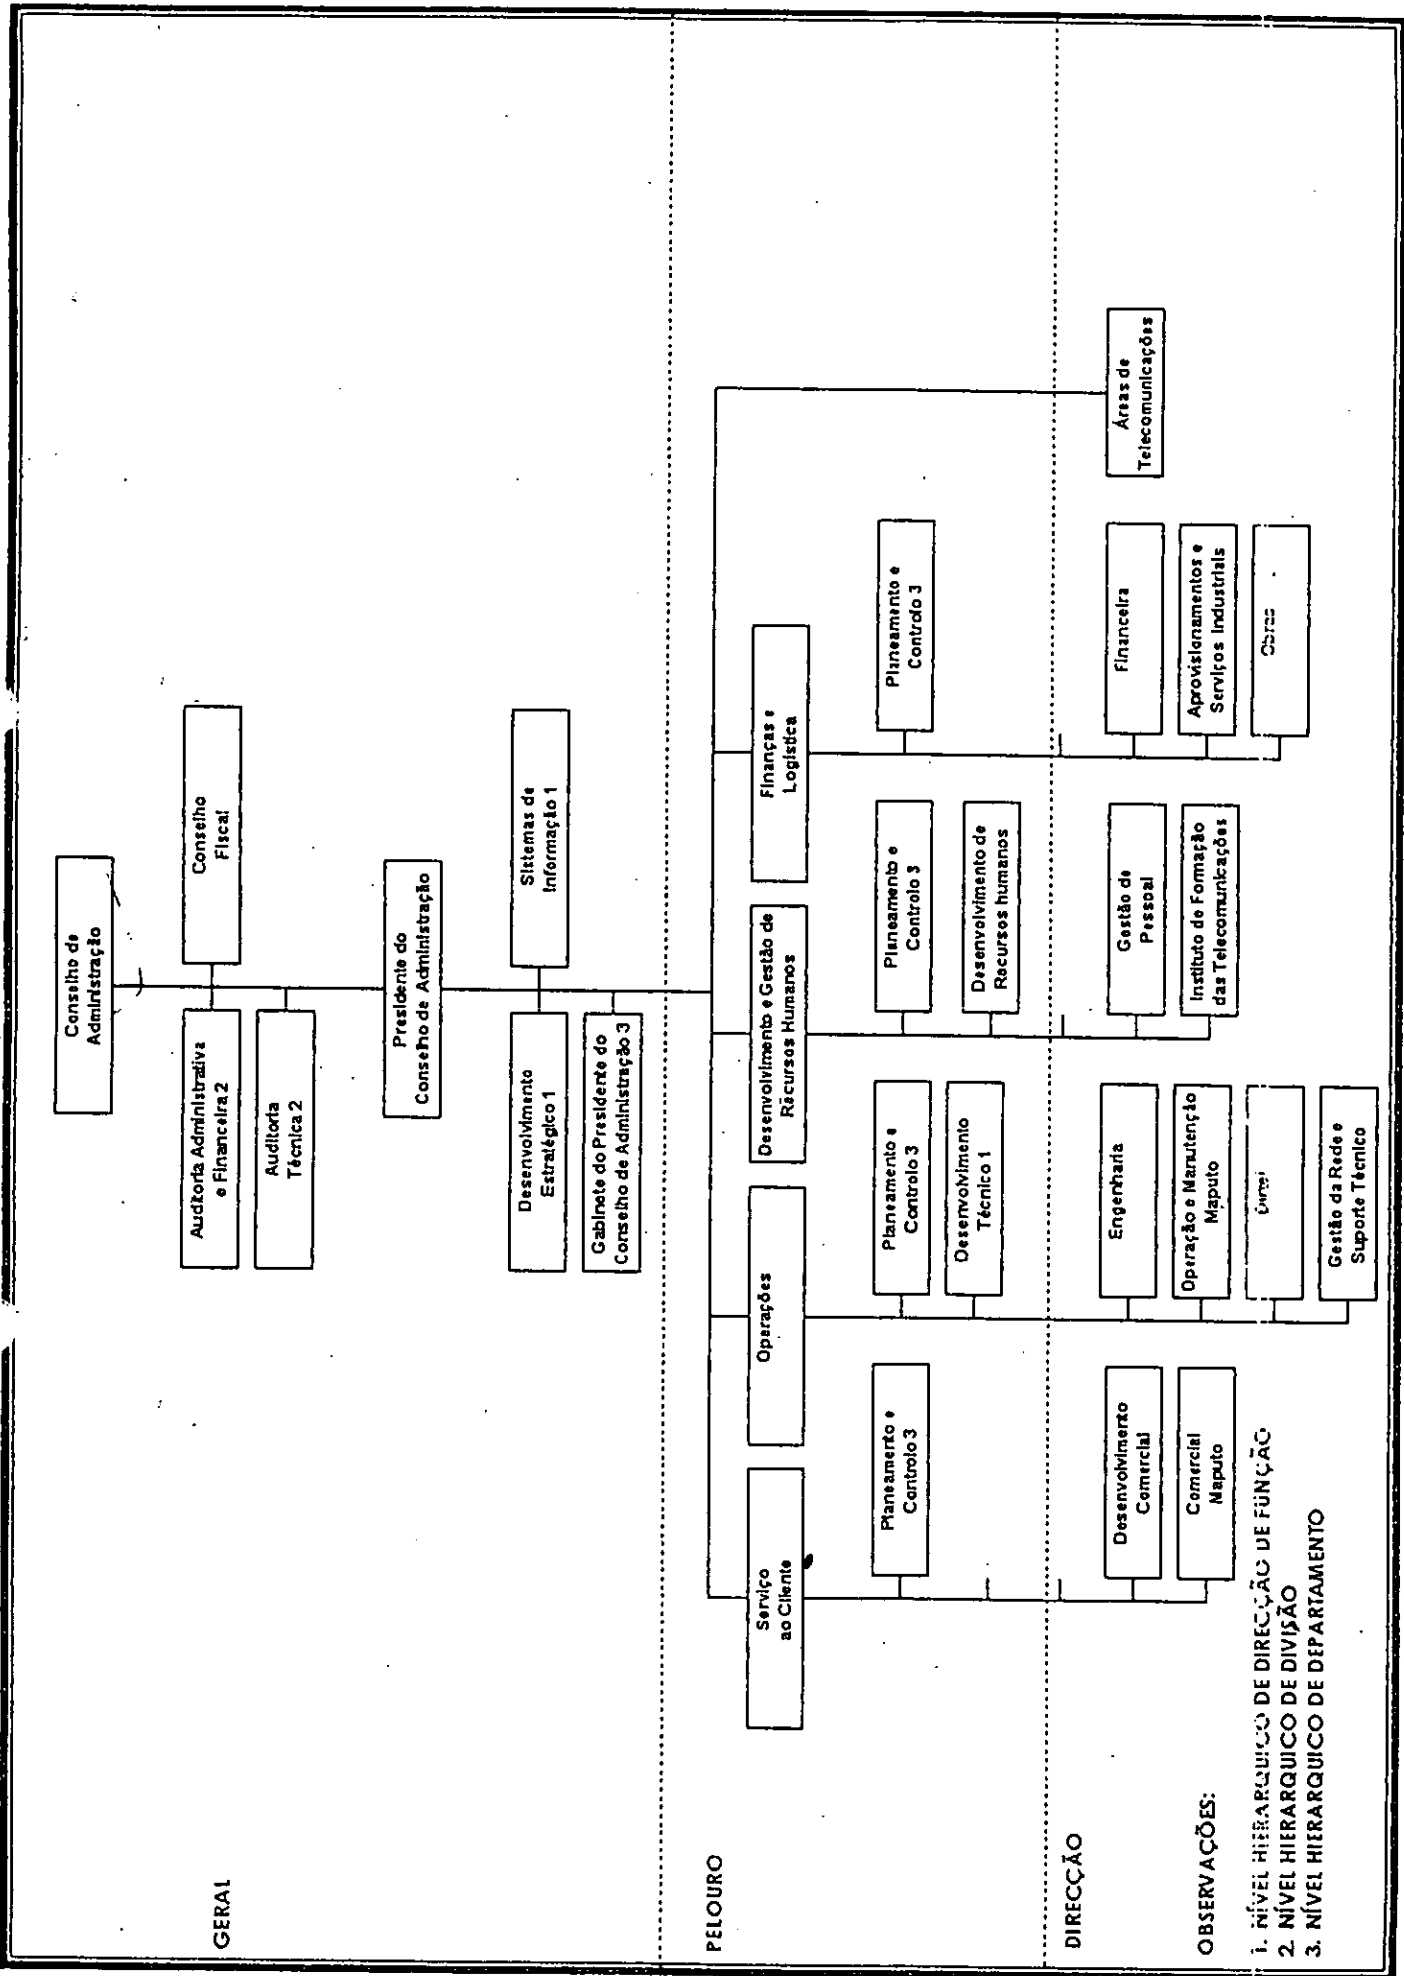 Conselho de
Administração
Auditoria Administrativa
e Financeira 2
Conselho
Fiscal
Auditoria
Técnica 2
GERAL
Presidente do
Conselho de Administração
Desenvolvimento
Estratégico 1
Sistemas de
Informação 1
Gabinete do Presidente do
Conselho de Administração 3
PELOURO
Serviço
ao Cliente
Operações
Desenvolvimento e Gestão de
Recursos Humanos
Finanças e
Logística
Planeamento e
Controlo 3
Planeamento e
Controlo 3
Planeamento e
Controlo 3
Planeamento e
Controlo 3
Desenvolvimento
Técnico 1
Desenvolvimento de
Recursos humanos
DIRECÇÃO
Desenvolvimento
Comercial
Engenharia
Gestão de
Pessoal
Financeira
Áreas de
Telecomunicações
Comercial
Maputo
Operação e Manutenção
Maputo
Instituto de Formação
das Telecomunicações
Aprovisionamentos e
Serviços Industriais
Obras
Gestão da Rede e
Suporte Técnico
OBSERVAÇÕES:
1. NÍVEL HIERARQUICO DE DIRECÇÃO DE FUNÇÃO
2. NÍVEL HIERARQUICO DE DIVISÃO
3. NÍVEL HIERARQUICO DE DEPARTAMENTO